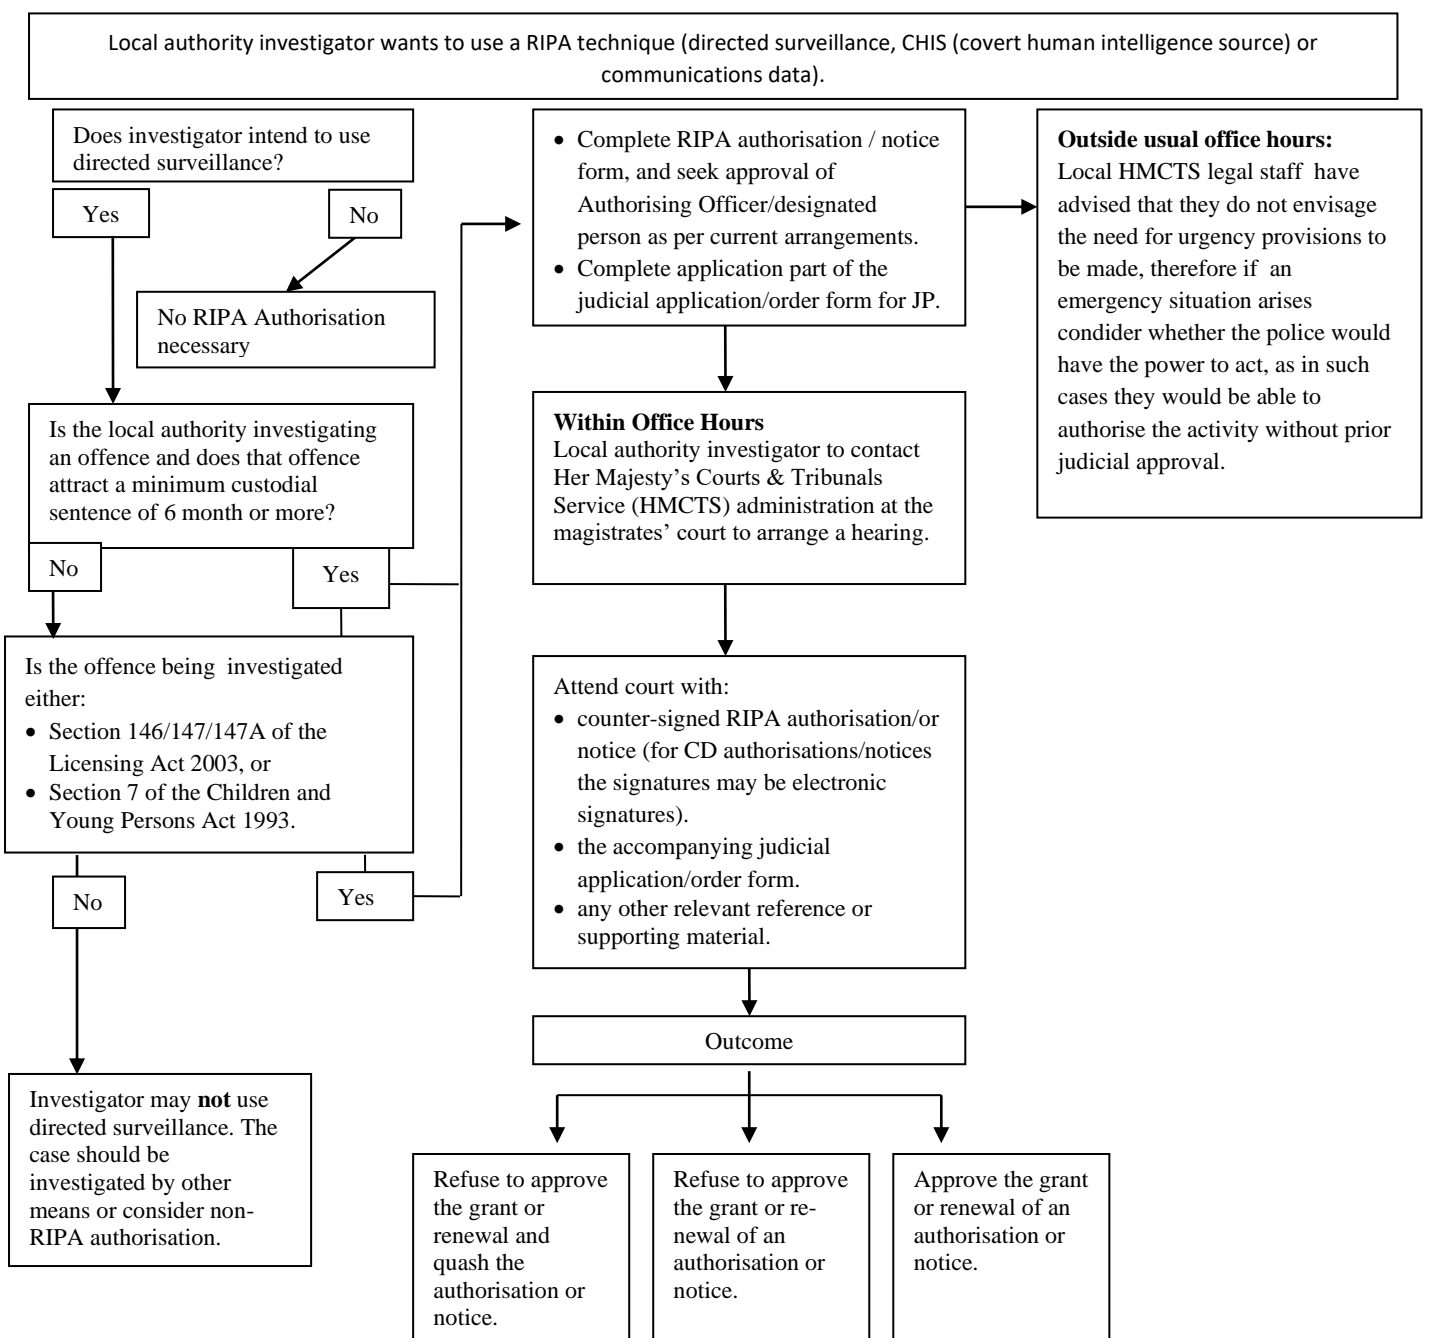 Local authority investigator wants to use a RIPA technique (directed surveillance, CHIS (covert human intelligence source) or
communications data).
Does investigator intend to use
directed surveillance?
Yes
No
No RIPA Authorisation
necessary
Is the local authority investigating
an offence and does that offence
attract a minimum custodial
sentence of 6 month or more?
No
Yes
Is the offence being investigated
either:
• Section 146/147/147A of the
Licensing Act 2003, or
• Section 7 of the Children and
Young Persons Act 1993.
No
Yes
Investigator may not use
directed surveillance. The
case should be
investigated by other
means or consider non-
RIPA authorisation.
• Complete RIPA authorisation / notice
form, and seek approval of
Authorising Officer/designated
person as per current arrangements.
• Complete application part of the
judicial application/order form for JP.
Within Office Hours
Local authority investigator to contact
Her Majesty’s Courts & Tribunals
Service (HMCTS) administration at the
magistrates’ court to arrange a hearing.
Attend court with:
• counter-signed RIPA authorisation/or
notice (for CD authorisations/notices
the signatures may be electronic
signatures).
• the accompanying judicial
application/order form.
• any other relevant reference or
supporting material.
Outcome
Refuse to approve
the grant or
renewal and
quash the
authorisation or
notice.
Refuse to approve
the grant or re-
newal of an
authorisation or
notice.
Approve the grant
or renewal of an
authorisation or
notice.
Outside usual office hours:
Local HMCTS legal staff have
advised that they do not envisage
the need for urgency provisions to
be made, therefore if an
emergency situation arises
condider whether the police would
have the power to act, as in such
cases they would be able to
authorise the activity without prior
judicial approval.